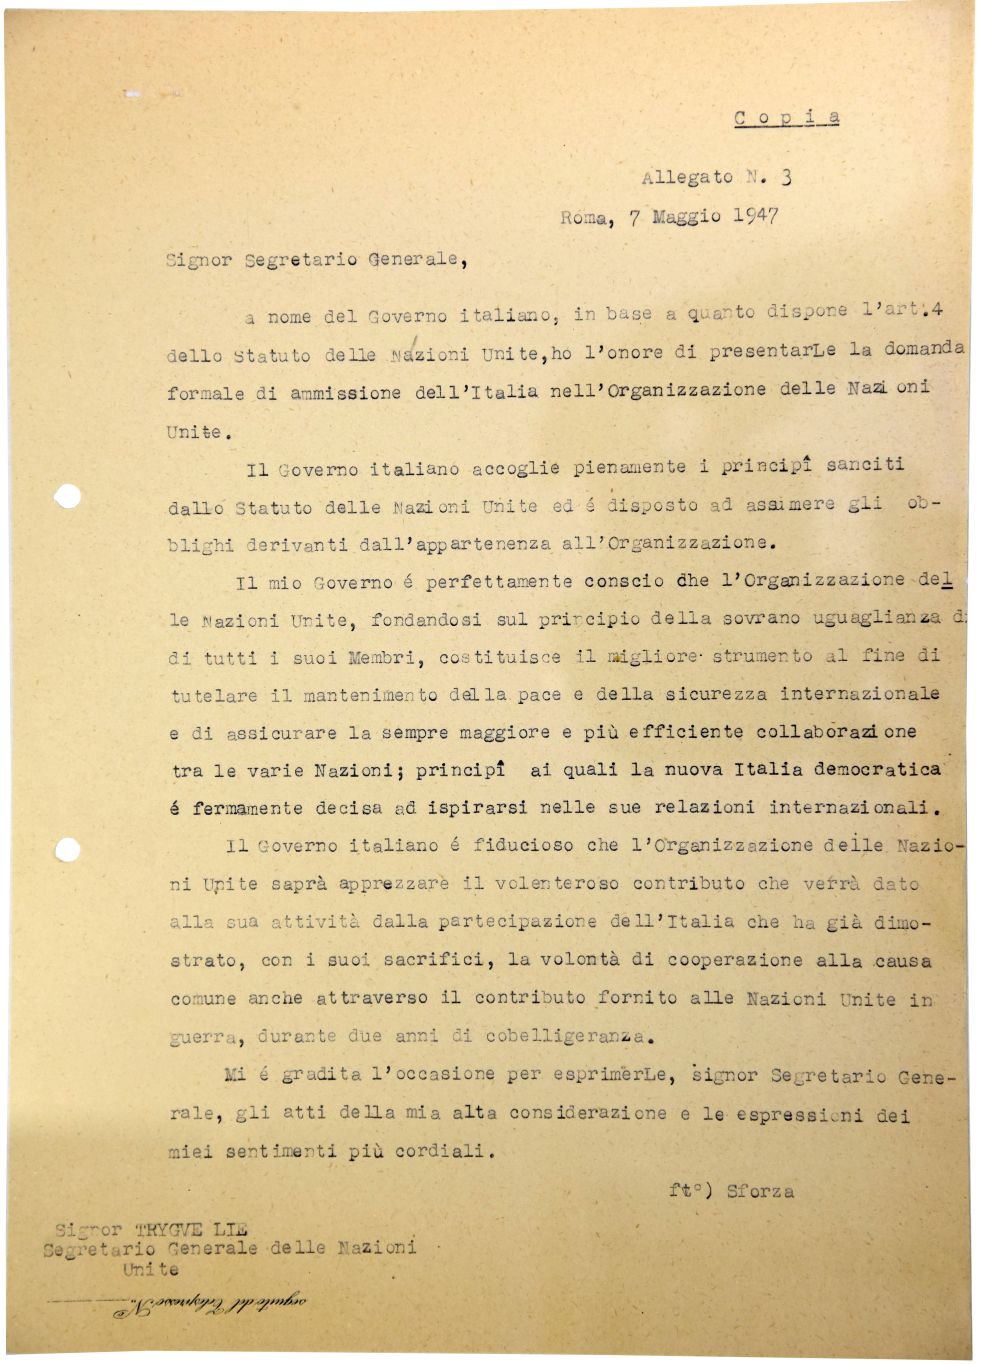 Copia
Allegato N. 3
Roma, 7 Maggio 1947
Signor Segretario Generale,
a nome del Governo italiano, in base a quanto dispone l'art.4
dello Statuto delle Nazioni Unite,ho l'onore di presentarLe la domanda
formale di ammissione dell'Italia nell'Organizzazione delle Nazioni
Unite.
Il Governo italiano accoglie pienamente i principî sanciti
dallo Statuto delle Nazioni Unite ed é disposto ad assumere gli ob-
blighi derivanti dall'appartenenza all'Organizzazione.
Il mio Governo é perfettamente conscio dhe l'Organizzazione del
le Nazioni Unite, fondandosi sul principio della sovrano uguaglianza di
di tutti i suoi Membri, costituisce il migliore strumento al fine di
tutelare il mantenimento della pace e della sicurezza internazionale
e di assicurare la sempre maggiore e più efficiente collaborazione
tra le varie Nazioni; principî ai quali la nuova Italia democratica
é fermamente decisa ad ispirarsi nelle sue relazioni internazionali.
Il Governo italiano é fiducioso che l'Organizzazione delle Nazio-
ni Unite saprà apprezzare il volenteroso contributo che verrà dato
alla sua attività dalla partecipazione dell'Italia che ha già dimo-
strato, con i suoi sacrifici, la volontà di cooperazione alla causa
comune anche attraverso il contributo fornito alle Nazioni Unite in
guerra, durante due anni di cobelligeranza.
Mi é gradita l'occasione per esprimerLe, signor Segretario Gene-
rale, gli atti della mia alta considerazione e le espressioni dei
miei sentimenti più cordiali.
ft°) Sforza
Signor TRYGVE LIE
Segretario Generale delle Nazioni
Unite
seguito del Telespresso N.